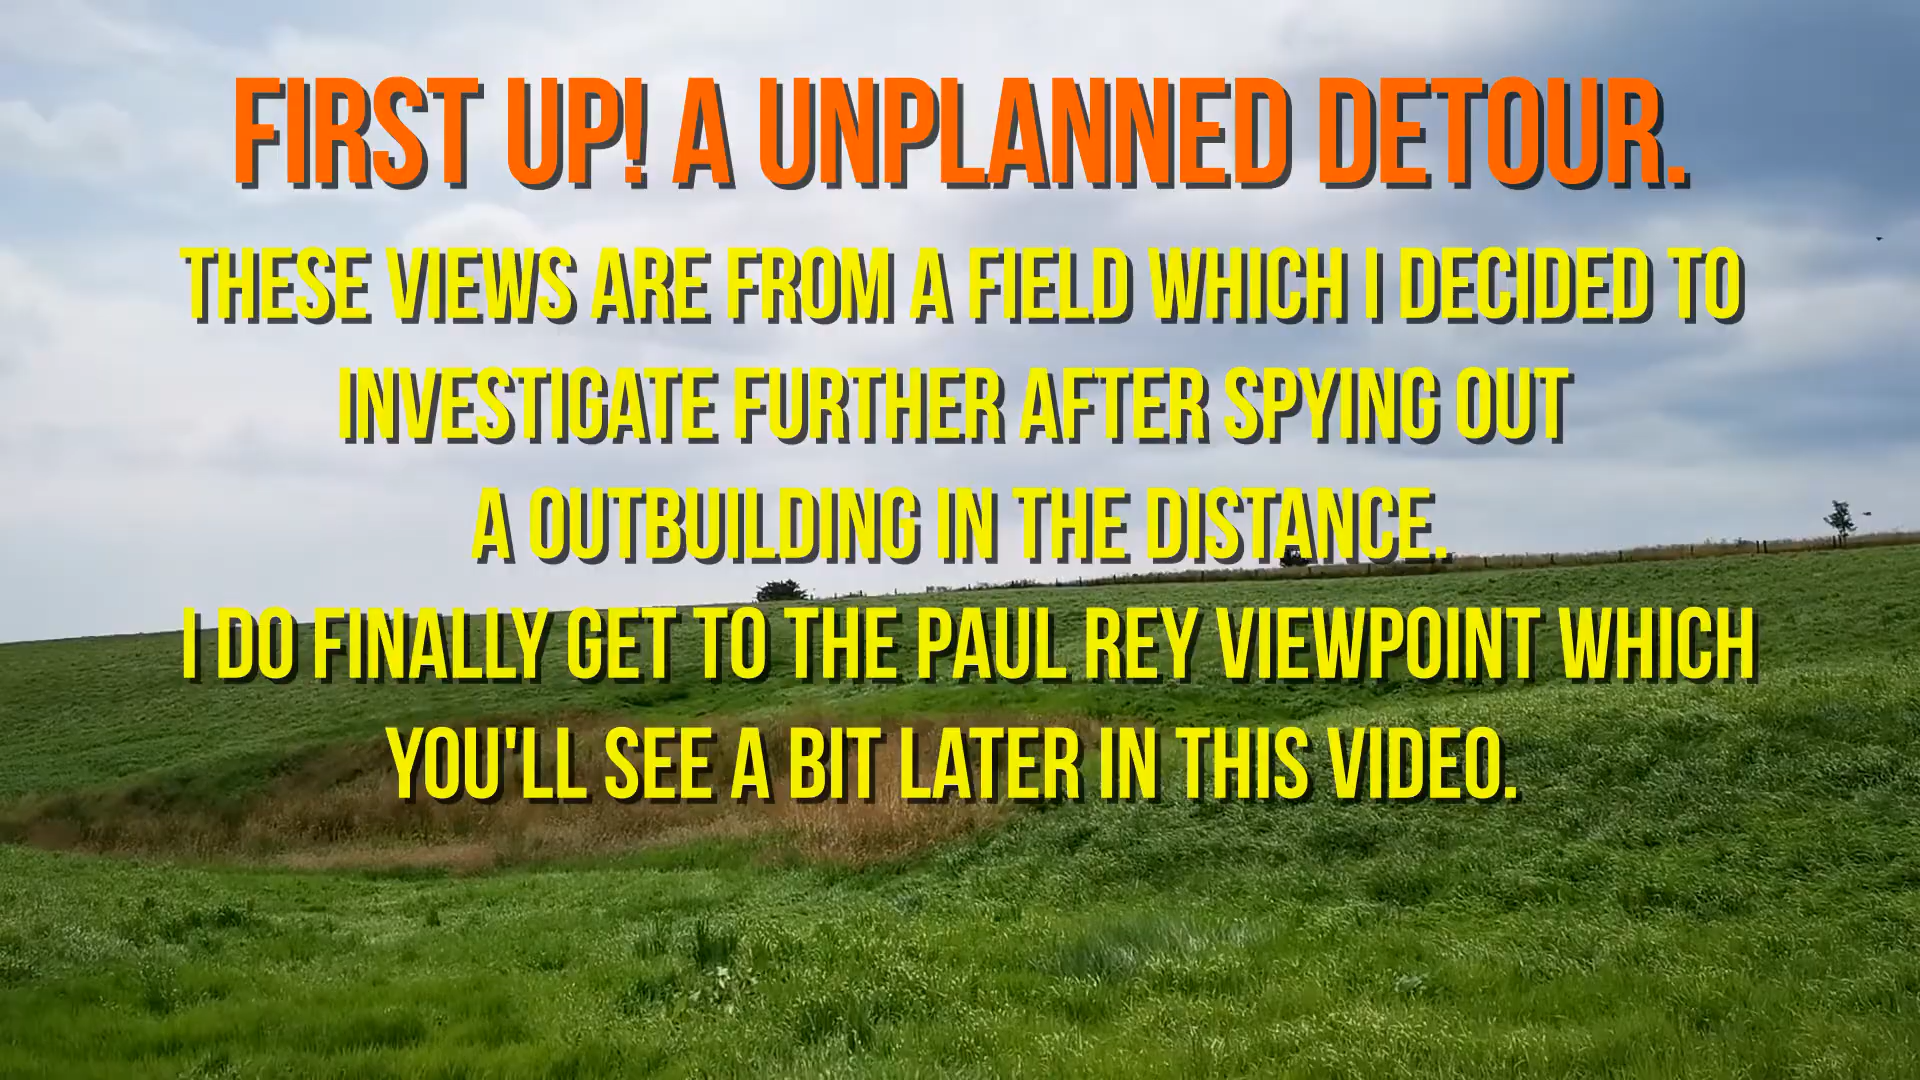 FIRST UP! A UNPLANNED DETOUR.
THESE VIEWS ARE FROM A FIELD WHICH I DECIDED TO
INVESTIGATE FURTHER AFTER SPYING OUT
A OUTBUILDING IN THE DISTANCE.
I DO FINALLY GET TO THE PAUL REY VIEWPOINT WHICH
YOU'LL SEE A BIT LATER IN THIS VIDEO.